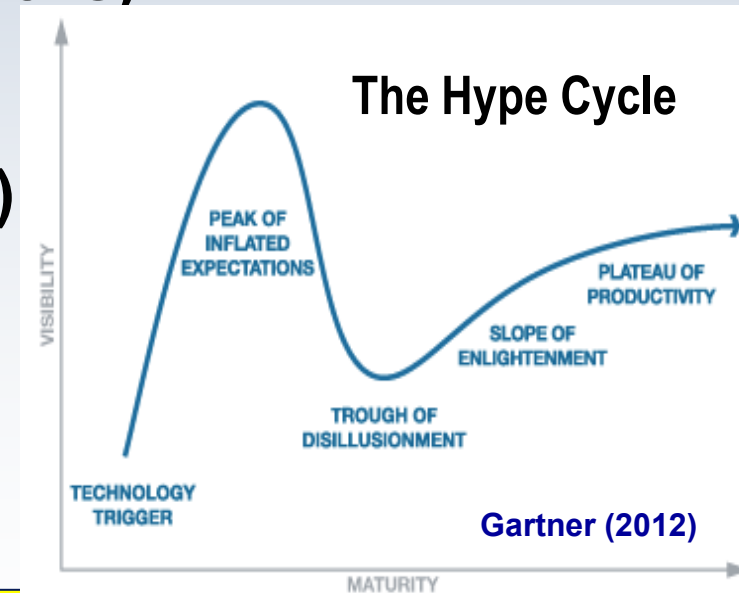 )
The Hype Cycle
PEAK OF
INFLATED
EXPECTATIONS
VISIBILITY
PLATEAU OF
PRODUCTIVITY
SLOPE OF
ENLIGHTENMENT
TROUGH OF
DISILLUSIONMENT
TECHNOLOGY
TRIGGER
Gartner (2012)
MATURITY